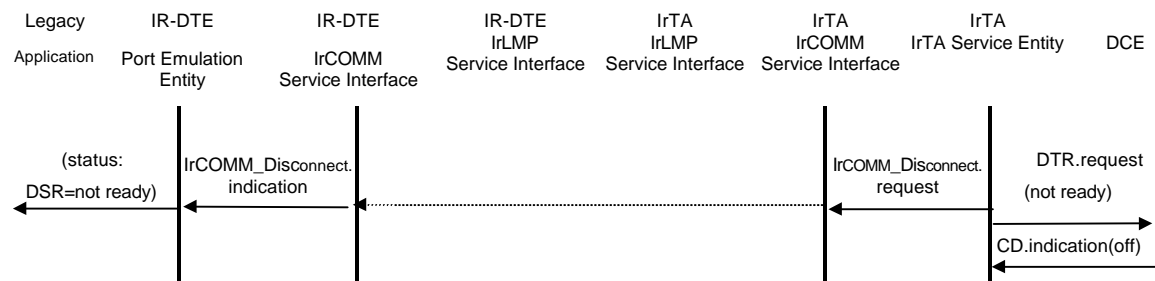 Legacy
Application
IR-DTE
Port Emulation
Entity
IR-DTE
IrCOMM
Service Interface
IR-DTE
IrLMP
Service Interface
IrTA
IrLMP
Service Interface
IrTA
IrCOMM
Service Interface
IrTA
IrTA Service Entity
DCE
(status:
DSR=not ready)
IrCOMM_Disconnect.
indication
IrCOMM_Disconnect.
request
DTR.request
(not ready)
CD.indication(off)